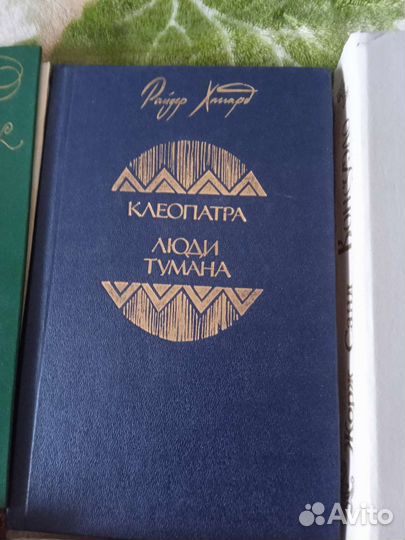 Райдер Хаггард
КЛЕОПАТРА
ЛЮДИ
ТУМАНА
Жорж Санд
Avito